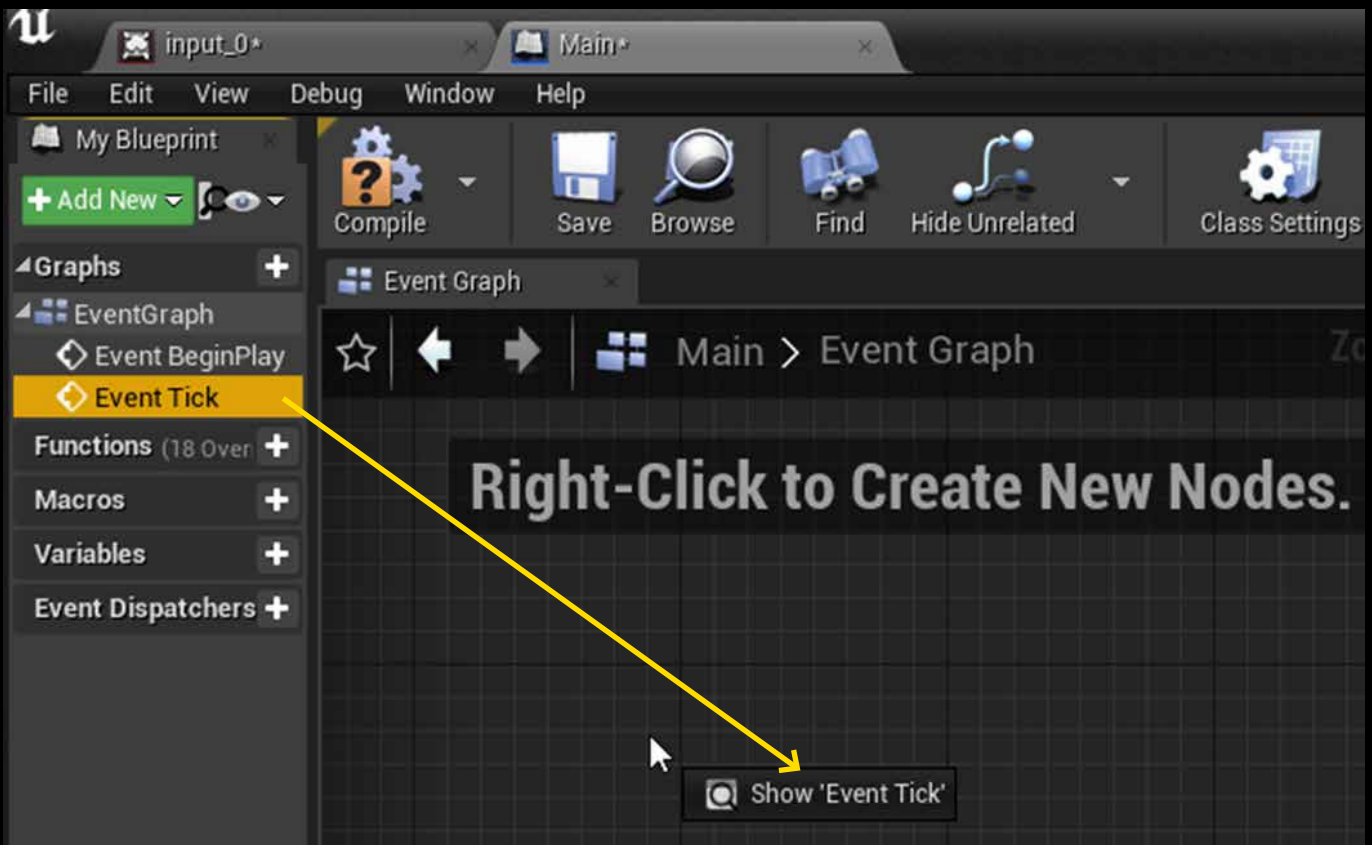 input_0*
Main*
File Edit View Debug Window Help
My Blueprint
+ Add New
Compile
Save
Browse
Find
Hide Unrelated
Class Settings
Graphs
Event Graph
EventGraph
Event BeginPlay
Main > Event Graph
Zo
Event Tick
Functions (18 Over
Right-Click to Create New Nodes.
Macros
Variables
Event Dispatchers
Show 'Event Tick'